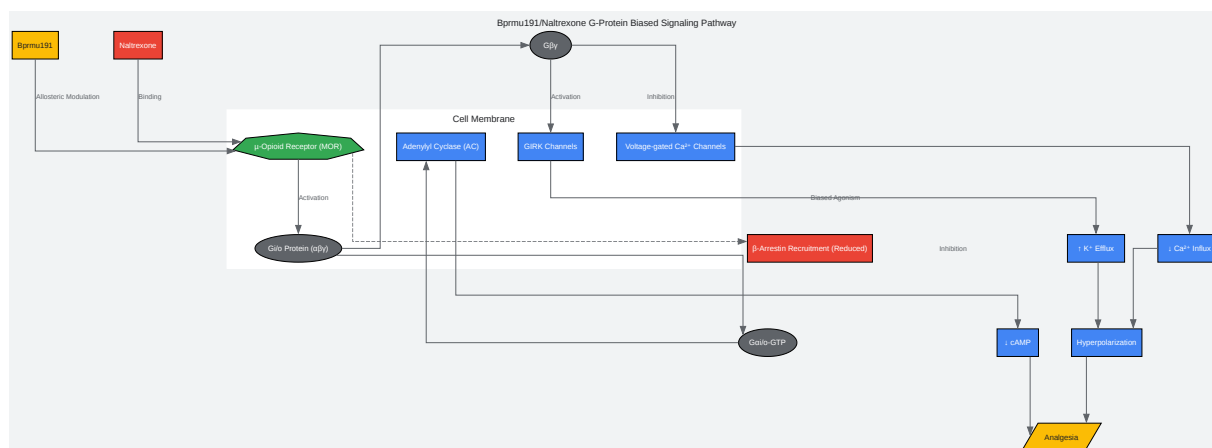 Bprmu191/Naltrexone G-Protein Biased Signaling Pathway
Bprmu191
Naltrexone
Gβγ
Allosteric Modulation
Binding
Activation
Inhibition
Cell Membrane
μ-Opioid Receptor (MOR)
Adenylyl Cyclase (AC)
GIRK Channels
Voltage-gated Ca²⁺ Channels
Activation
Biased Agonism
Gi/o Protein (αβγ)
β-Arrestin Recruitment (Reduced)
Inhibition
↑ K⁺ Efflux
↓ Ca²⁺ Influx
Gαi/o-GTP
↓ cAMP
Hyperpolarization
Analgesia